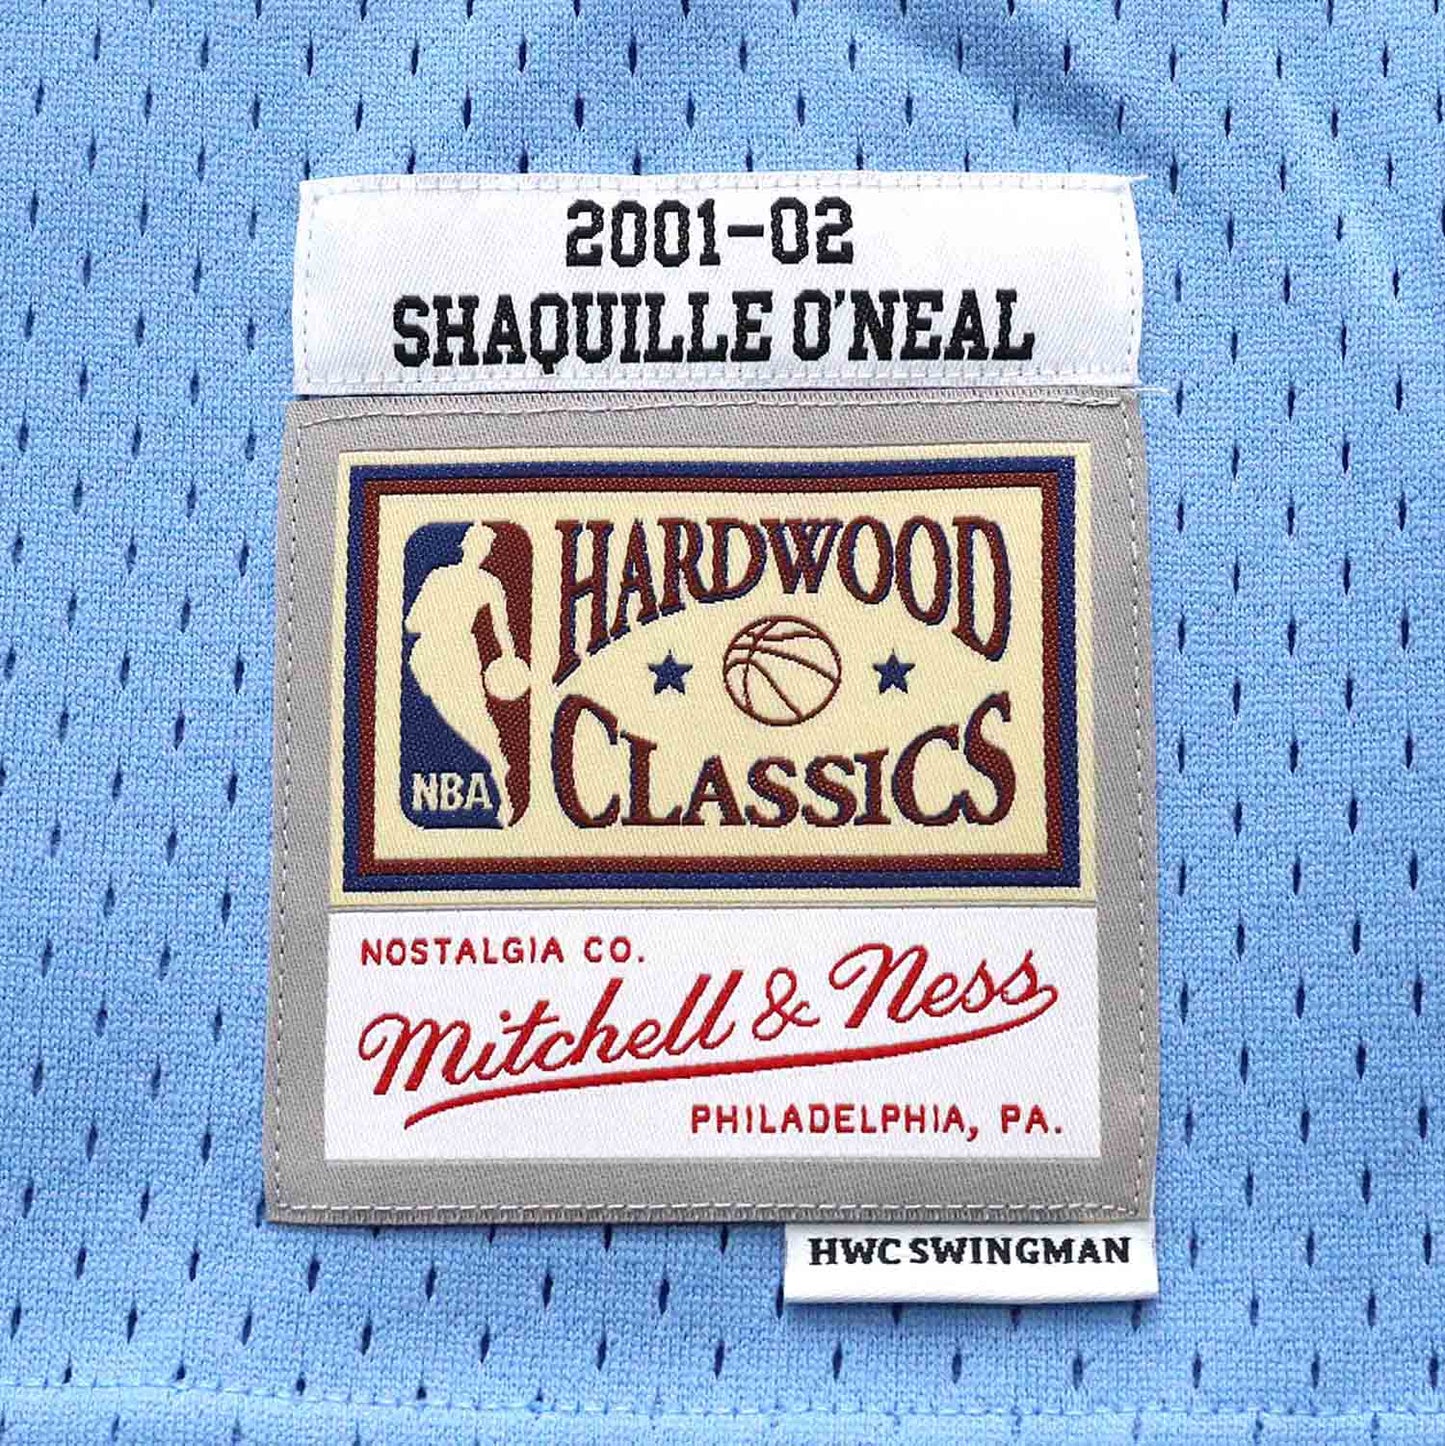 2001-02
SHAQUILLE O'NEAL
HARDWOOD
CLASSICS
NBA
NOSTALGIA CO.
Mitchell & Ness
PHILADELPHIA, PA.
HWC SWINGMAN